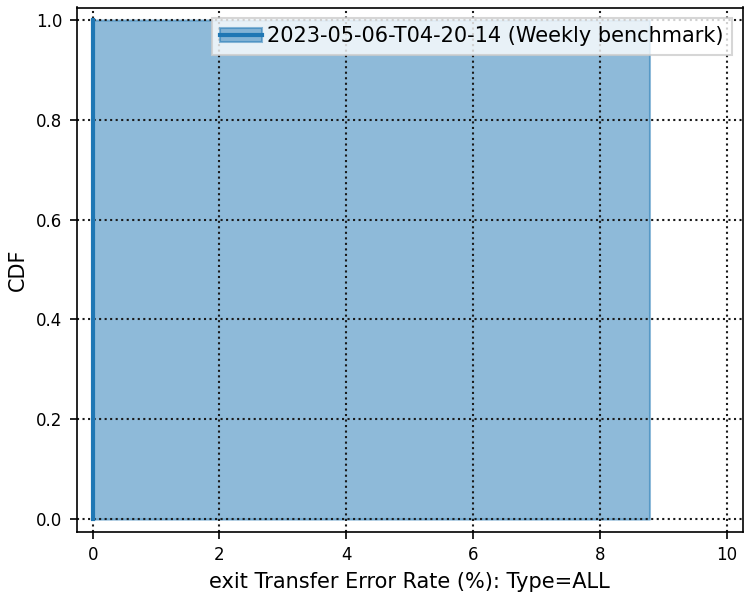 2023-05-06-T04-20-14 (Weekly benchmark)
1.0
0.8
0.6
0.4
0.2
0.0
CDF
0 2 4 6 8 10
exit Transfer Error Rate (%): Type=ALL